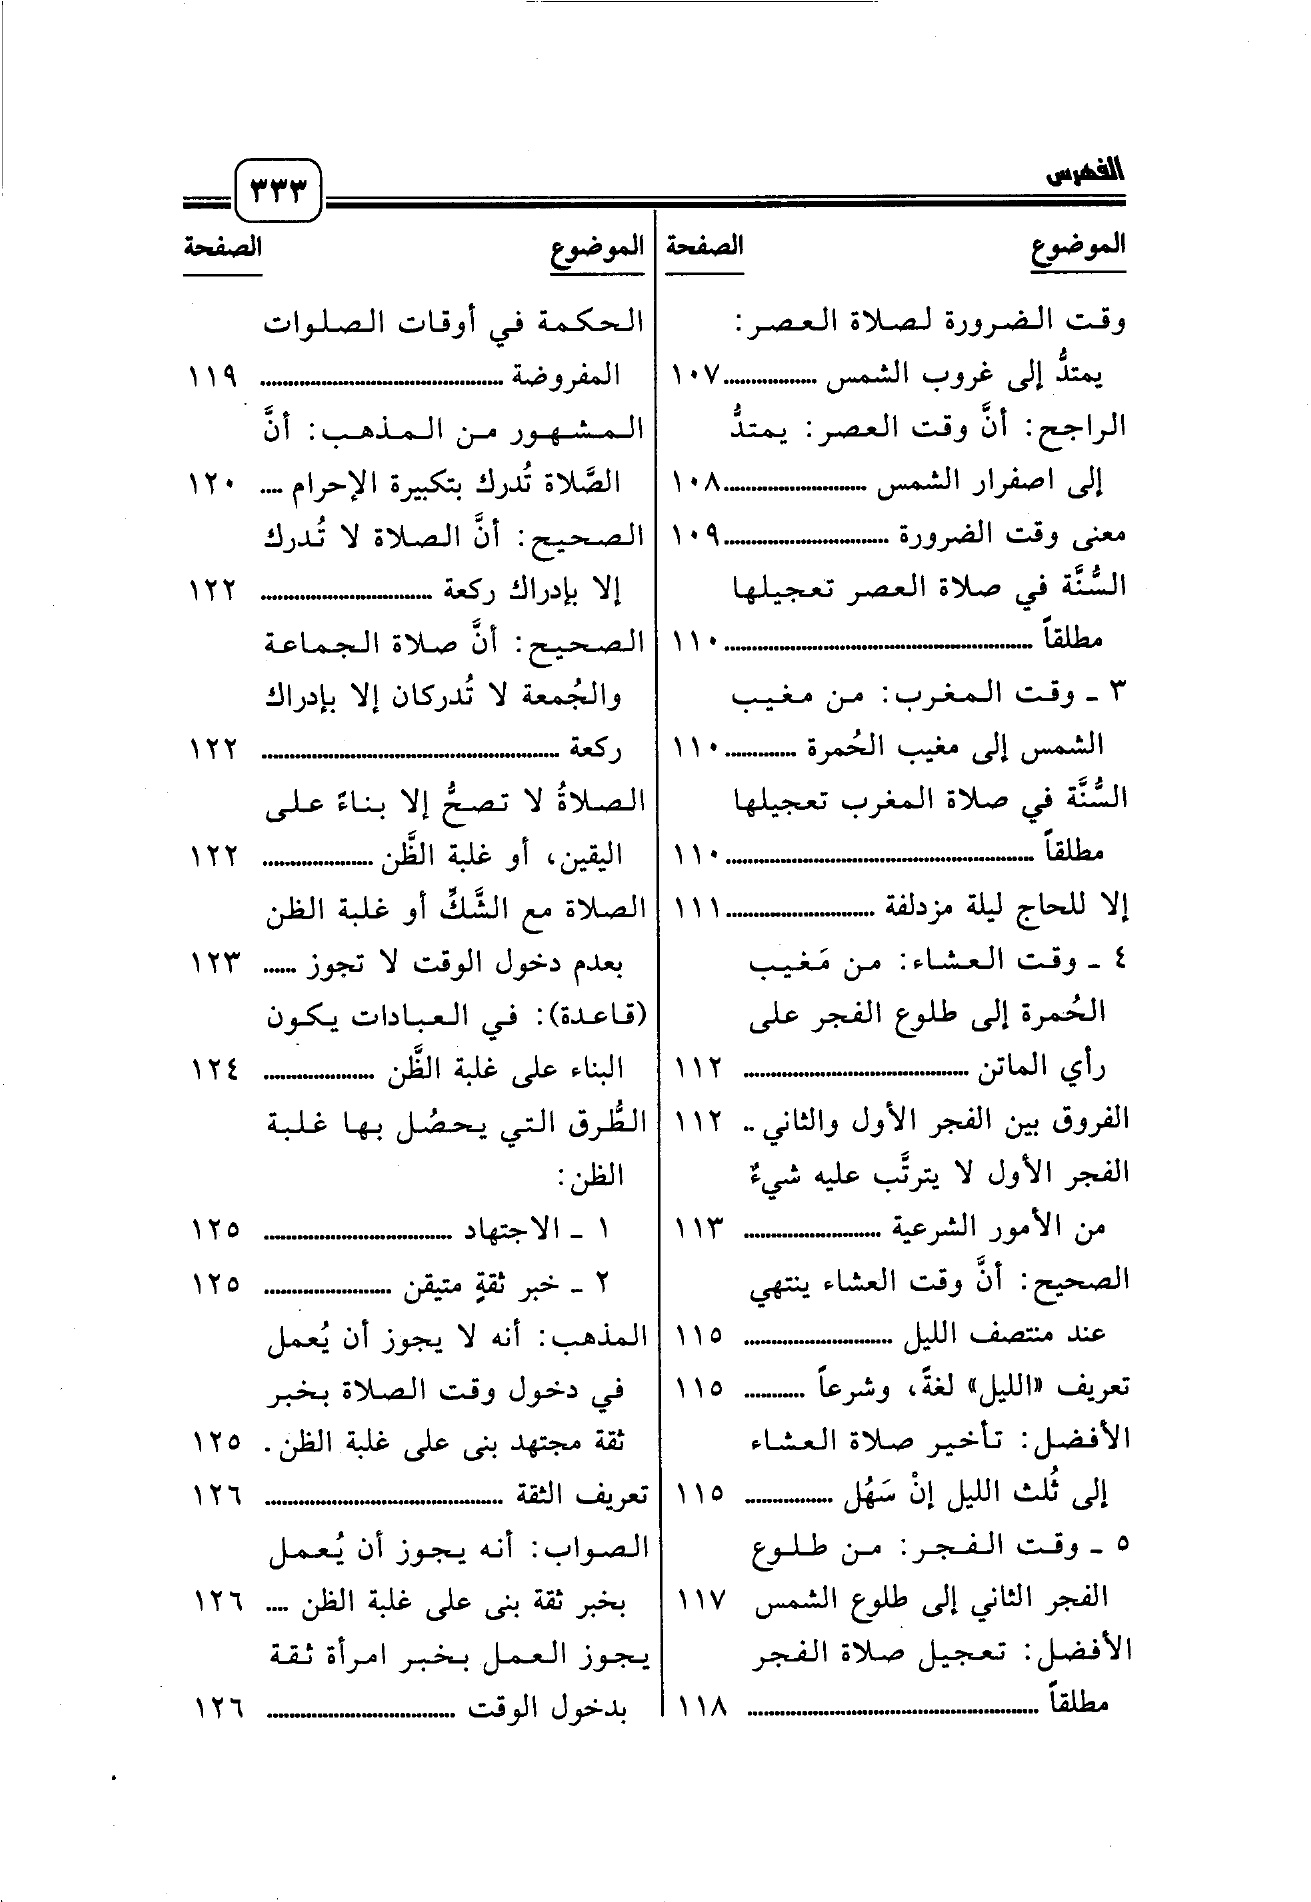 الفهرس
٣٣٣
الموضوع الصفحة
وقت الضرورة لصلاة العصر:
يمتدُّ إلى غروب الشمس ................. ١٠٧
الراجح: أنَّ وقت العصر: يمتدُّ
إلى اصفرار الشمس .......................... ١٠٨
معنى وقت الضرورة .............................. ١٠٩
السُّنَّة في صلاة العصر تعجيلها
مطلقاً ........................................................ ١١٠
٣ ـ وقت المغرب: من مغيب
الشمس إلى مغيب الحُمرة ............. ١١٠
السُّنَّة في صلاة المغرب تعجيلها
مطلقاً ........................................................ ١١٠
إلا للحاج ليلة مزدلفة ........................... ١١١
٤ ـ وقت العشاء: من مَغيب
الحُمرة إلى طلوع الفجر على
رأي الماتن ......................................... ١١٢
الفروق بين الفجر الأول والثاني .. ١١٢
الفجر الأول لا يترتَّب عليه شيءٌ
من الأمور الشرعية ......................... ١١٣
الصحيح: أنَّ وقت العشاء ينتهي
عند منتصف الليل ........................... ١١٥
تعريف «الليل» لغةً، وشرعاً ........... ١١٥
الأفضل: تأخير صلاة العشاء
إلى ثُلث الليل إنْ سَهُل ................ ١١٥
٥ ـ وقت الفجر: من طلوع
الفجر الثاني إلى طلوع الشمس ١١٧
الأفضل: تعجيل صلاة الفجر
مطلقاً ..................................................... ١١٨
الموضوع الصفحة
الحكمة في أوقات الصلوات
المفروضة ............................................ ١١٩
المشهور من المذهب: أنَّ
الصَّلاة تُدرك بتكبيرة الإحرام .... ١٢٠
الصحيح: أنَّ الصلاة لا تُدرك
إلا بإدراك ركعة ............................... ١٢٢
الصحيح: أنَّ صلاة الجماعة
والجُمعة لا تُدركان إلا بإدراك
ركعة ...................................................... ١٢٢
الصلاةُ لا تصحُّ إلا بناءً على
اليقين، أو غلبة الظَّن .................... ١٢٢
الصلاة مع الشَّكِّ أو غلبة الظن
بعدم دخول الوقت لا تجوز ...... ١٢٣
(قاعدة): في العبادات يكون
البناء على غلبة الظَّن .................... ١٢٤
الطُّرق التي يحصُل بها غلبة
الظن:
١ ـ الاجتهاد .................................. ١٢٥
٢ ـ خبر ثقةٍ متيقن ....................... ١٢٥
المذهب: أنه لا يجوز أن يُعمل
في دخول وقت الصلاة بخبر
ثقة مجتهد بنى على غلبة الظن . ١٢٥
تعريف الثقة ........................................... ١٢٦
الصواب: أنه يجوز أن يُعمل
بخبر ثقة بنى على غلبة الظن .... ١٢٦
يجوز العمل بخبر امرأة ثقة
بدخول الوقت .................................. ١٢٦